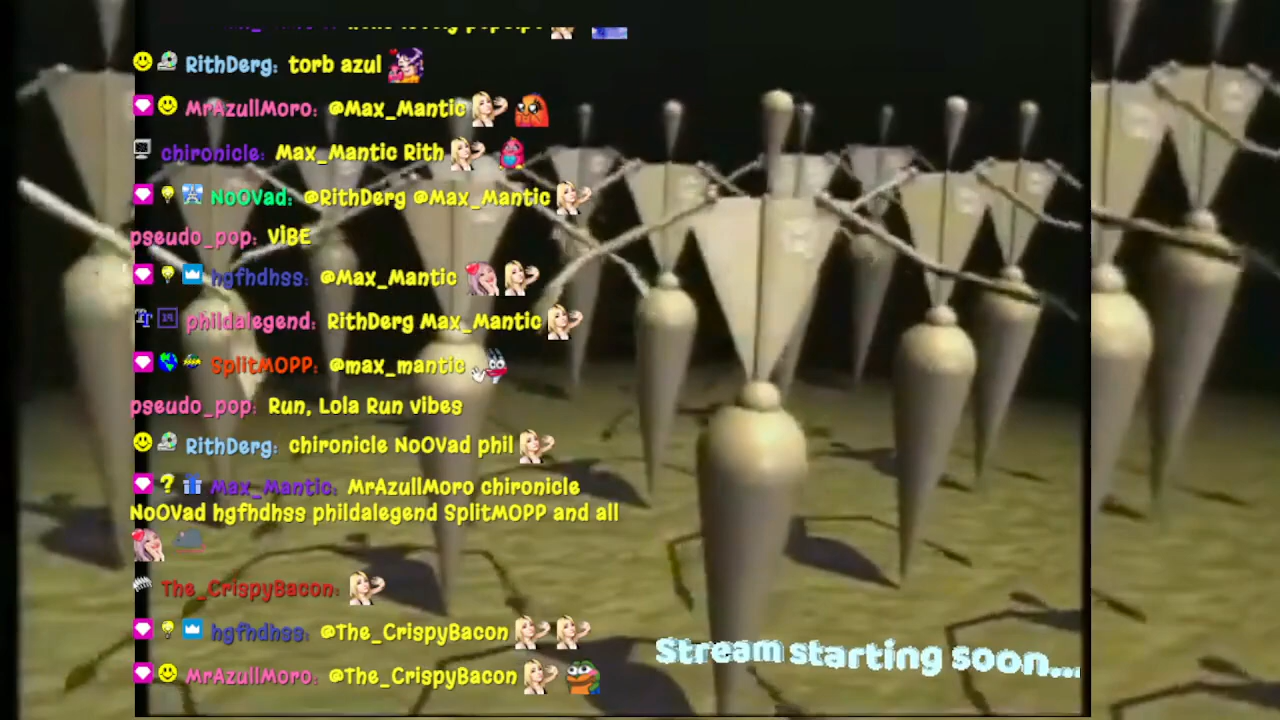 RithDerg: torb azul
MrAzullMoro: @Max_Mantic
chironicle: Max_Mantic Rith
NoOVad: @RithDerg @Max_Mantic
pseudo_pop: ViBE
hgfhdhss: @Max_Mantic
phildalegend: RithDerg Max_Mantic
SplitMOPP: @max_mantic
pseudo_pop: Run, Lola Run vibes
RithDerg: chironicle NoOVad phil
Max_Mantic: MrAzullMoro chironicle
NoOVad hgfhdhss phildalegend SplitMOPP and all
The_CrispyBacon:
hgfhdhss: @The_CrispyBacon
MrAzullMoro: @The_CrispyBacon
Stream starting soon...